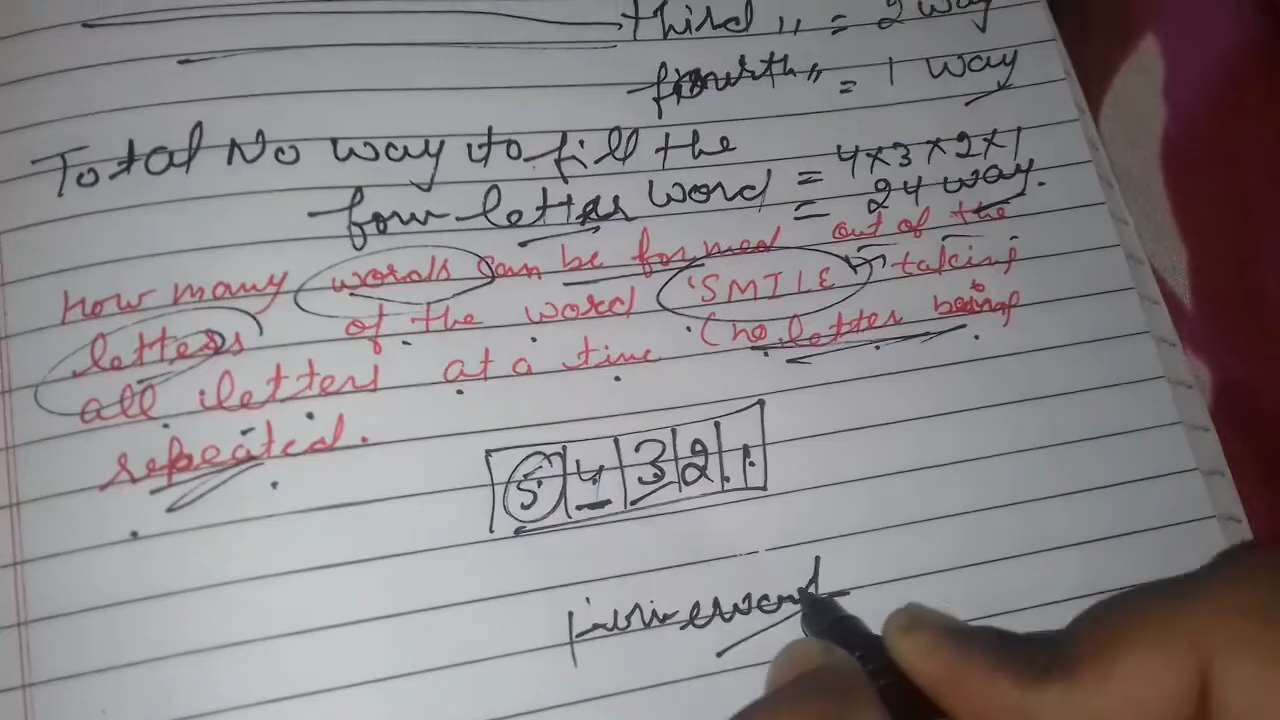 third ,, = 2 way
fourth ,, = 1 way
Total No way to fill the
four letters word = 4×3×2×1
= 24 way.
how many words can be formed out of the
letters of the word 'SMILE' taking
all letters at a time (no letter being
repeated.
5 4 3 2 1